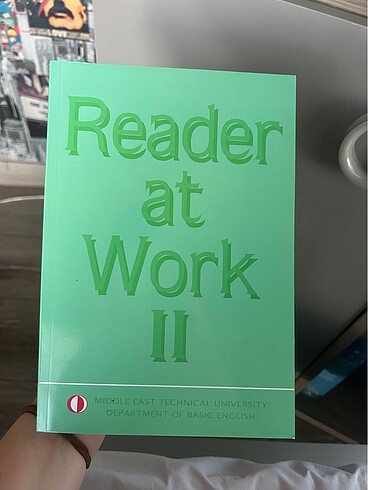 Reader
at
Work
II
MIDDLE EAST TECHNICAL UNIVERSITY
DEPARTMENT OF BASIC ENGLISH